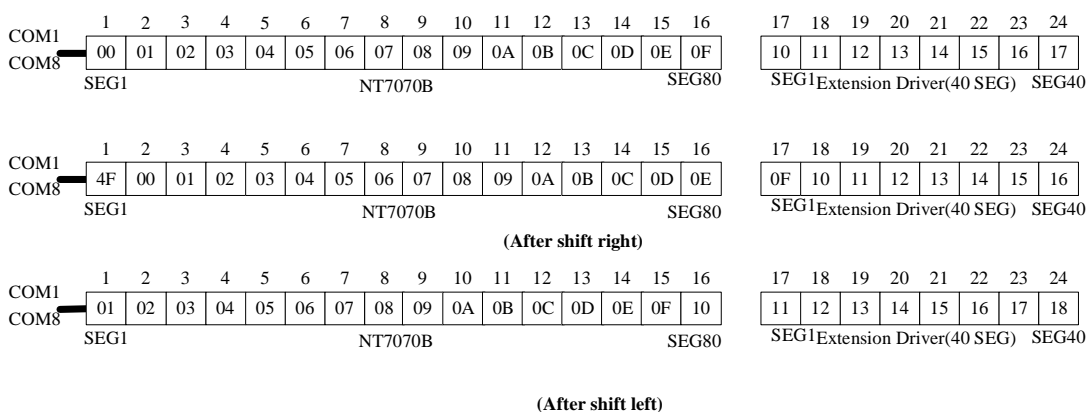 1 2 3 4 5 6 7 8 9 10 11 12 13 14 15 16 17 18 19 20 21 22 23 24
COM1
00 01 02 03 04 05 06 07 08 09 0A 0B 0C 0D 0E 0F 10 11 12 13 14 15 16 17
COM8
SEG1 NT7070B SEG80 SEG1 Extension Driver(40 SEG) SEG40
1 2 3 4 5 6 7 8 9 10 11 12 13 14 15 16 17 18 19 20 21 22 23 24
COM1
4F 00 01 02 03 04 05 06 07 08 09 0A 0B 0C 0D 0E 0F 10 11 12 13 14 15 16
COM8
SEG1 NT7070B SEG80 SEG1 Extension Driver(40 SEG) SEG40
(After shift right)
1 2 3 4 5 6 7 8 9 10 11 12 13 14 15 16 17 18 19 20 21 22 23 24
COM1
01 02 03 04 05 06 07 08 09 0A 0B 0C 0D 0E 0F 10 11 12 13 14 15 16 17 18
COM8
SEG1 NT7070B SEG80 SEG1 Extension Driver(40 SEG) SEG40
(After shift left)